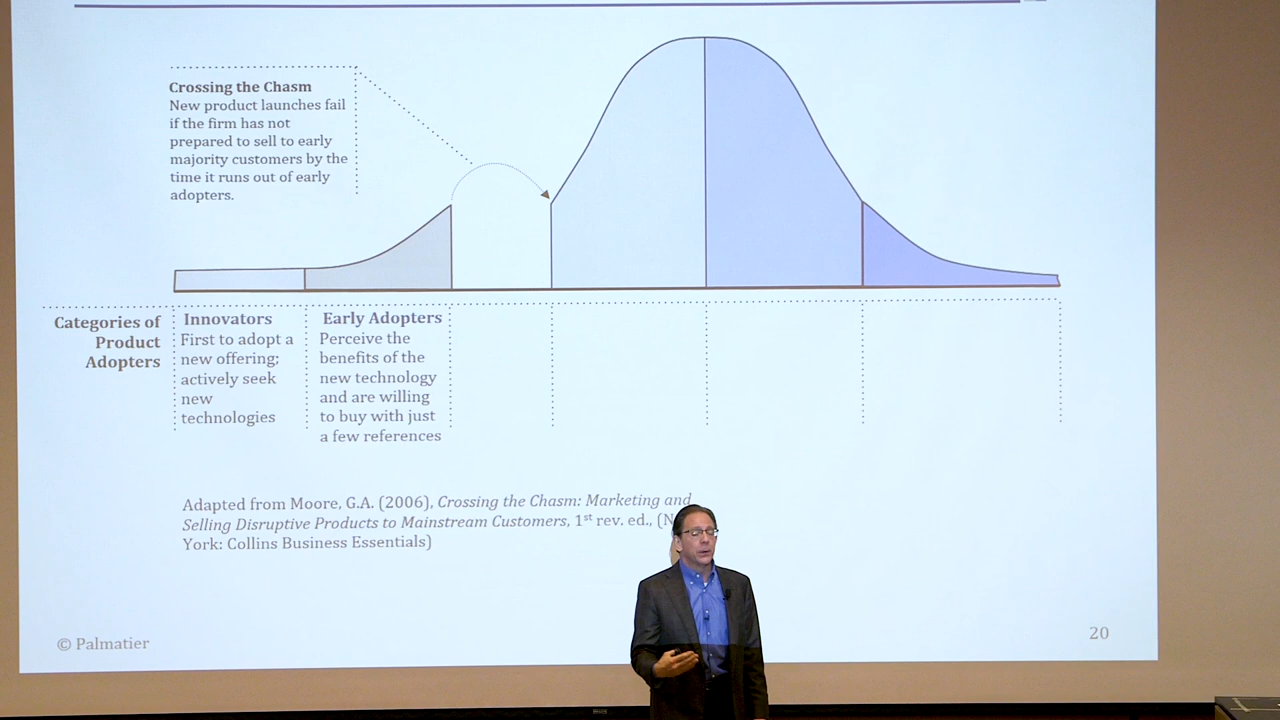 Crossing the Chasm
New product launches fail
if the firm has not
prepared to sell to early
majority customers by the
time it runs out of early
adopters.
Categories of
Product
Adopters
Innovators
First to adopt a
new offering;
actively seek
new
technologies
Early Adopters
Perceive the
benefits of the
new technology
and are willing
to buy with just
a few references
Adapted from Moore, G.A. (2006), Crossing the Chasm: Marketing and
Selling Disruptive Products to Mainstream Customers, 1st rev. ed., (N
York: Collins Business Essentials)
© Palmatier
20